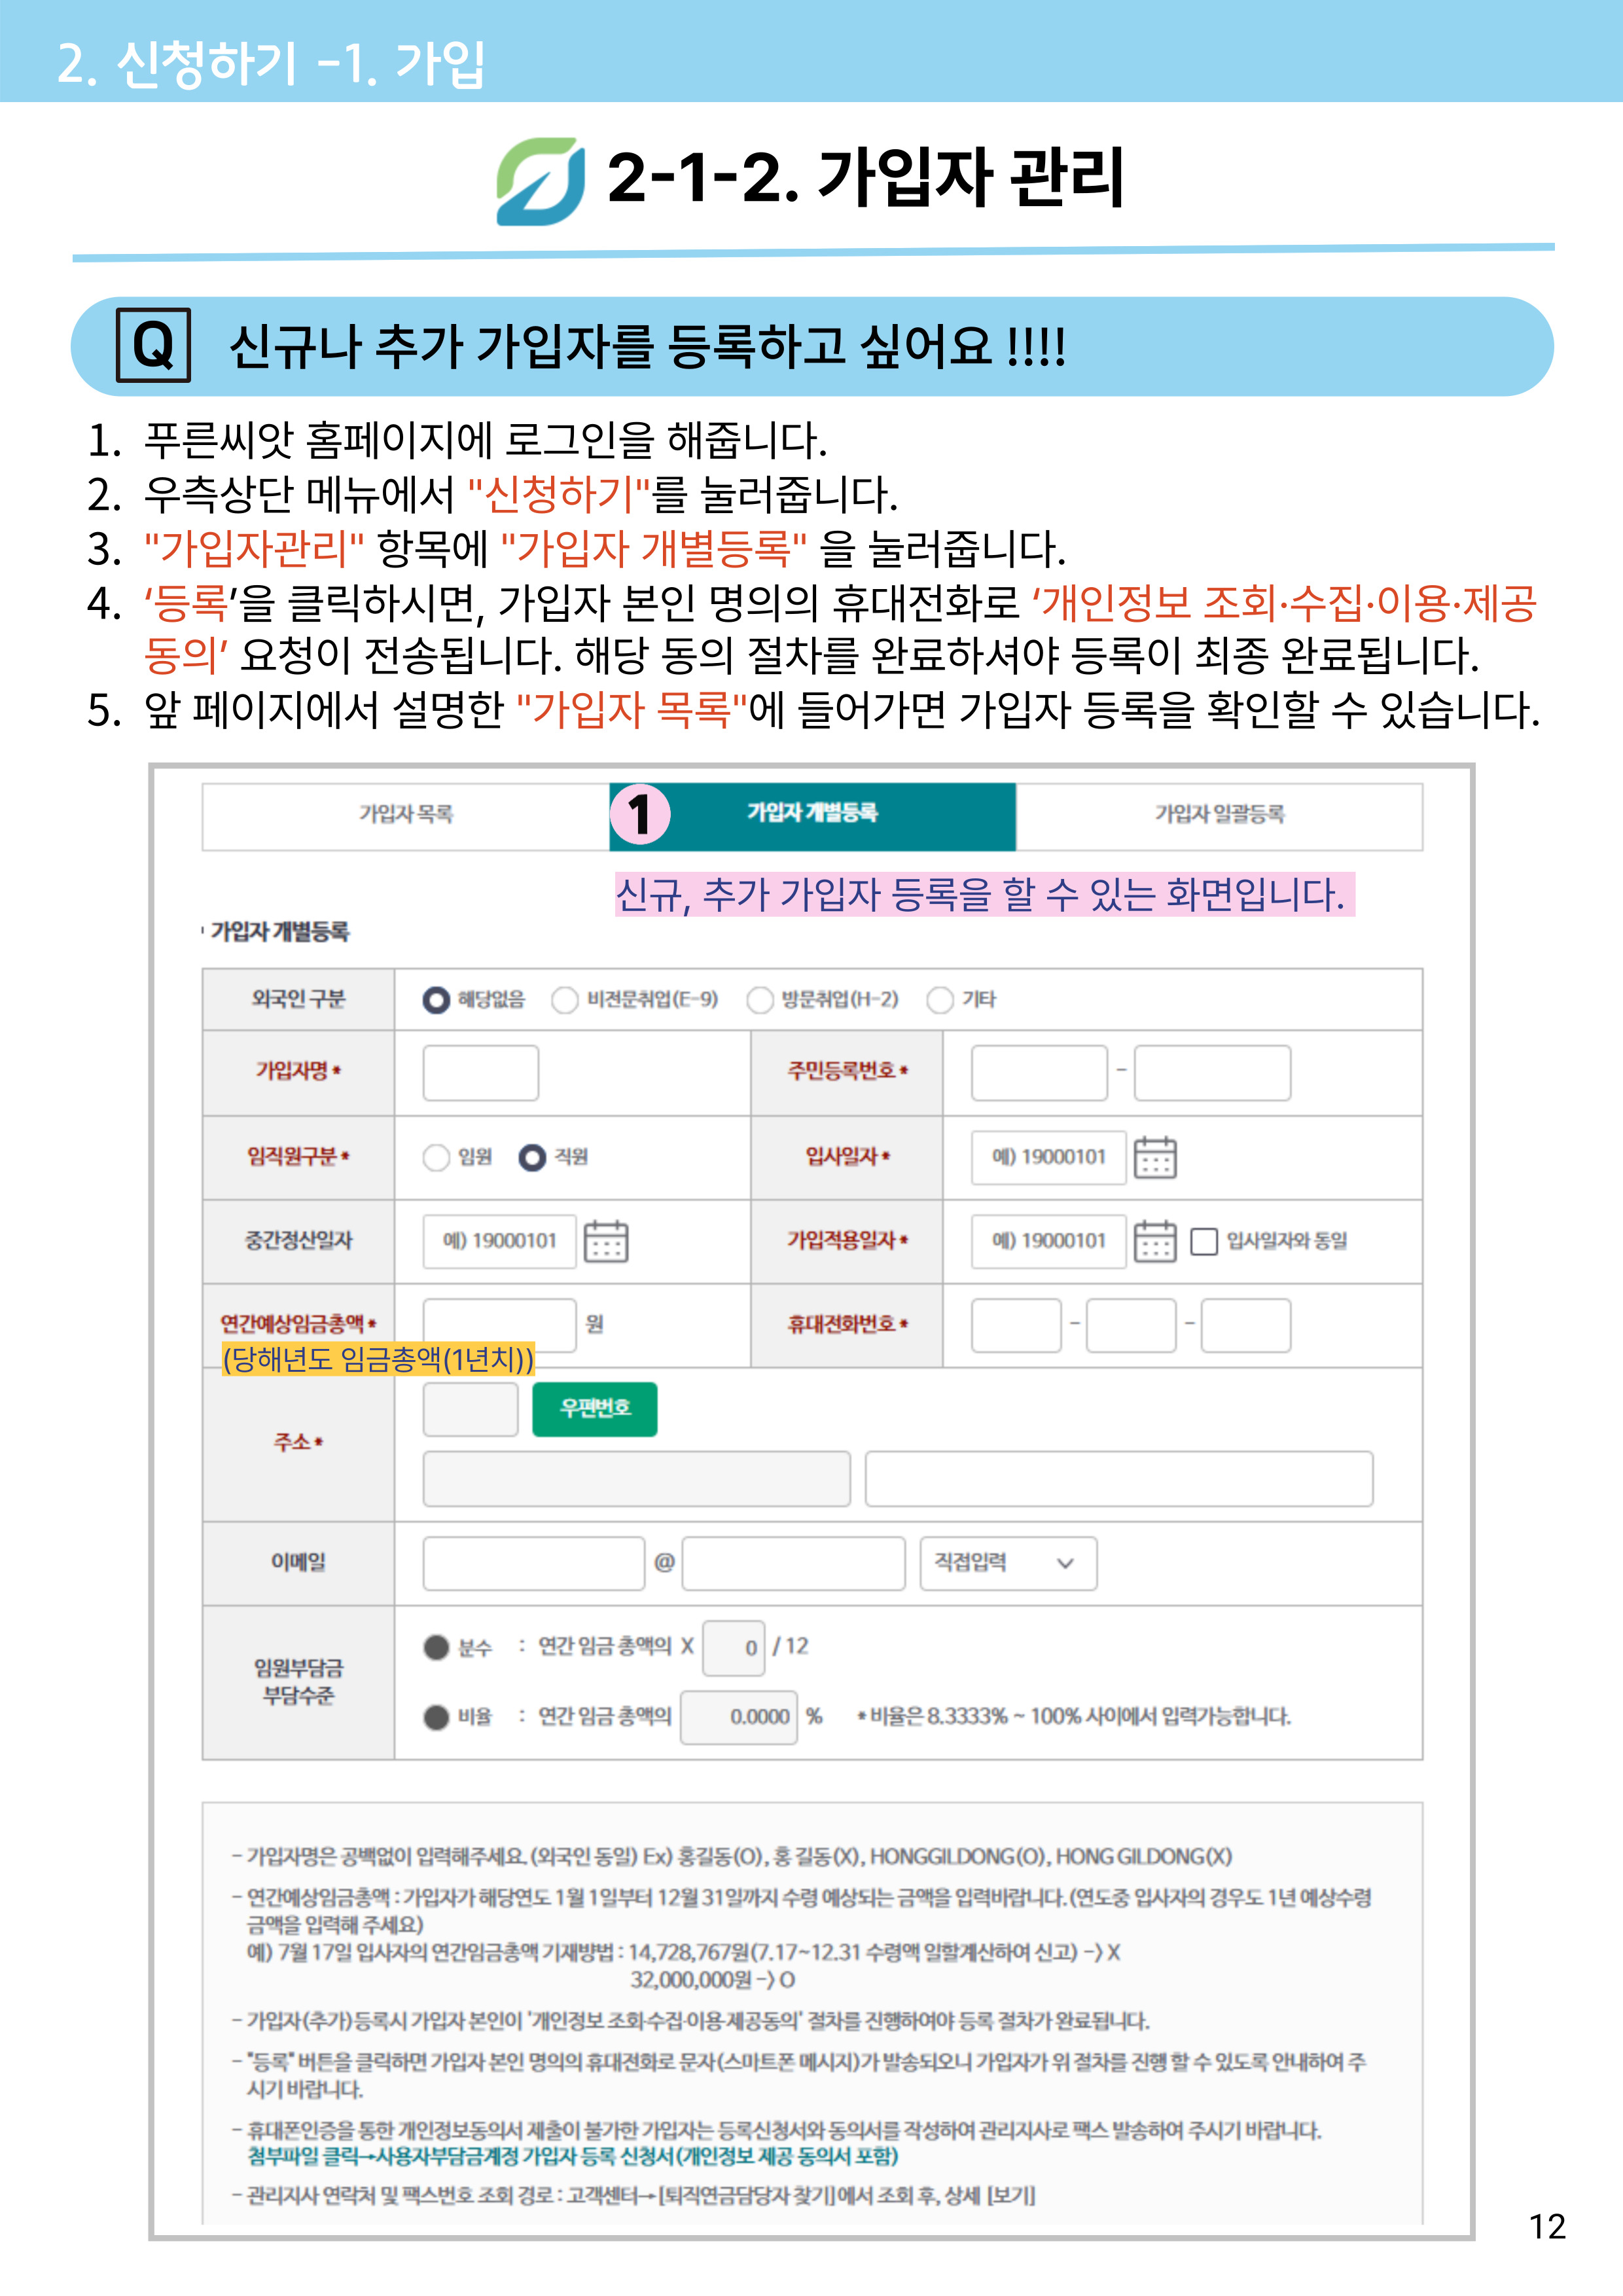 2. 신청하기 -1. 가입
2-1-2. 가입자 관리
Q 신규나 추가 가입자를 등록하고 싶어요 !!!!
1. 푸른씨앗 홈페이지에 로그인을 해줍니다.
2. 우측상단 메뉴에서 "신청하기"를 눌러줍니다.
3. "가입자관리" 항목에 "가입자 개별등록" 을 눌러줍니다.
4. ‘등록’을 클릭하시면, 가입자 본인 명의의 휴대전화로 ‘개인정보 조회·수집·이용·제공
동의’ 요청이 전송됩니다. 해당 동의 절차를 완료하셔야 등록이 최종 완료됩니다.
5. 앞 페이지에서 설명한 "가입자 목록"에 들어가면 가입자 등록을 확인할 수 있습니다.
가입자 목록 1 가입자 개별등록 가입자 일괄등록
신규, 추가 가입자 등록을 할 수 있는 화면입니다.
가입자 개별등록
외국인 구분 해당없음 비전문취업(E-9) 방문취업(H-2) 기타
가입자명 * 주민등록번호 * -
임직원구분 * 임원 직원 입사일자 * 예) 19000101
중간정산일자 예) 19000101 가입적용일자 * 예) 19000101 입사일자와 동일
연간예상임금총액 * 원 휴대전화번호 * - -
(당해년도 임금총액(1년치))
주소 * 우편번호
이메일 @ 직접입력
임원부담금
부담수준
분수 : 연간 임금 총액의 X 0 / 12
비율 : 연간 임금 총액의 0.0000 % * 비율은 8.3333% ~ 100% 사이에서 입력가능합니다.
- 가입자명은 공백없이 입력해주세요. (외국인 동일) Ex) 홍길동(O), 홍 길동(X), HONGGILDONG(O), HONG GILDONG(X)
- 연간예상임금총액 : 가입자가 해당연도 1월 1일부터 12월 31일까지 수령 예상되는 금액을 입력바랍니다. (연도중 입사자의 경우도 1년 예상수령
금액을 입력해 주세요)
예) 7월 17일 입사자의 연간임금총액 기재방법 : 14,728,767원(7.17~12.31 수령액 일할계산하여 신고) -> X
32,000,000원 -> O
- 가입자(추가)등록시 가입자 본인이 '개인정보 조회·수집·이용·제공동의' 절차를 진행하여야 등록 절차가 완료됩니다.
- "등록" 버튼을 클릭하면 가입자 본인 명의의 휴대전화로 문자(스마트폰 메시지)가 발송되오니 가입자가 위 절차를 진행 할 수 있도록 안내하여 주
시기 바랍니다.
- 휴대폰인증을 통한 개인정보동의서 제출이 불가한 가입자는 등록신청서와 동의서를 작성하여 관리지사로 팩스 발송하여 주시기 바랍니다.
첨부파일 클릭→사용자부담금계정 가입자 등록 신청서(개인정보 제공 동의서 포함)
- 관리지사 연락처 및 팩스번호 조회 경로 : 고객센터→[퇴직연금담당자 찾기]에서 조회 후, 상세 [보기]
12